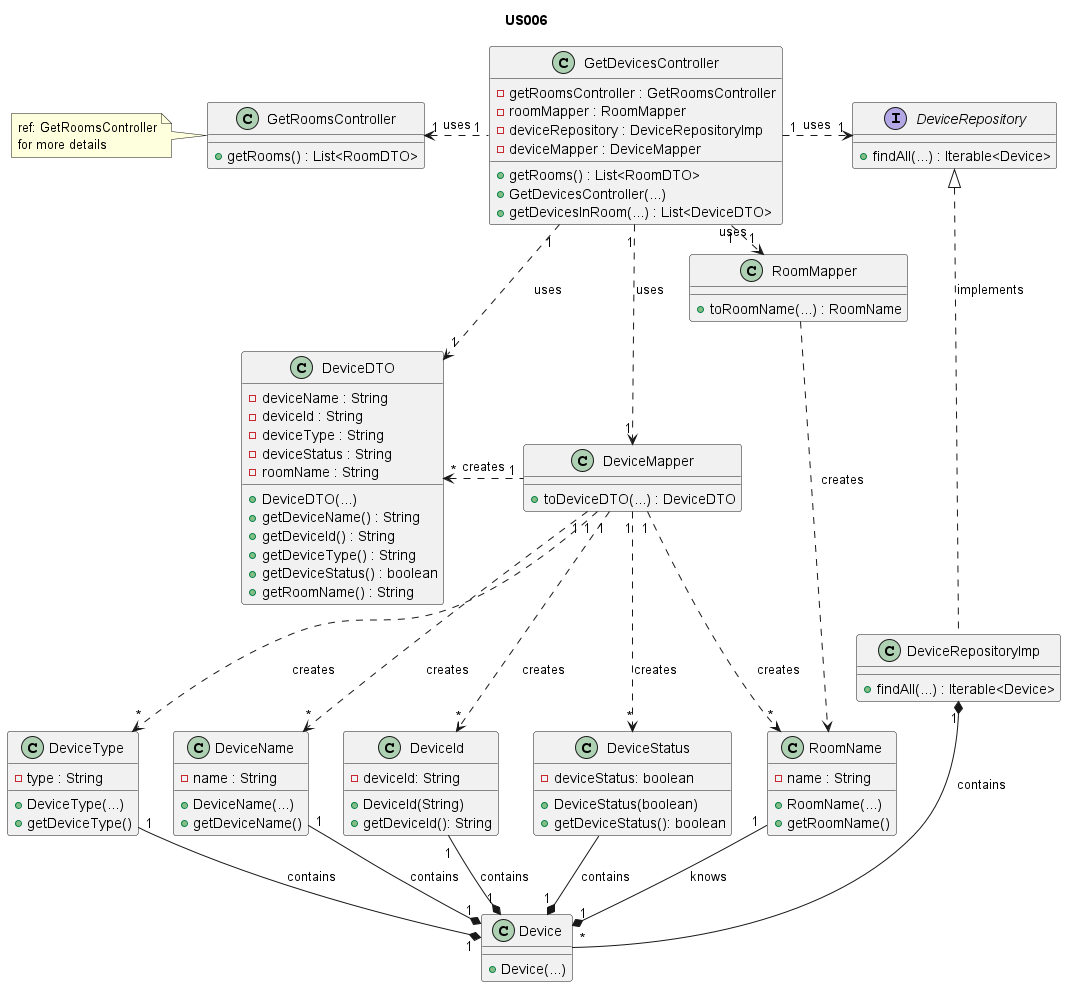 US006
GetDevicesController
getRoomsController : GetRoomsController
roomMapper : RoomMapper
deviceRepository : DeviceRepositoryImp
deviceMapper : DeviceMapper
getRooms() : List<RoomDTO>
GetDevicesController(...)
getDevicesInRoom(...) : List<DeviceDTO>
ref: GetRoomsController
for more details
GetRoomsController
getRooms() : List<RoomDTO>
1 uses 1
1 uses 1
DeviceRepository
findAll(...) : Iterable<Device>
1
uses
1
1
uses
1
uses
1
1
RoomMapper
toRoomName(...) : RoomName
implements
DeviceDTO
deviceName : String
deviceId : String
deviceType : String
deviceStatus : String
roomName : String
DeviceDTO(...)
getDeviceName() : String
getDeviceId() : String
getDeviceType() : String
getDeviceStatus() : boolean
getRoomName() : String
* creates 1
DeviceMapper
toDeviceDTO(...) : DeviceDTO
creates
1 1 1 1 1
creates
creates
creates
creates
creates
* * * * *
DeviceRepositoryImp
findAll(...) : Iterable<Device>
DeviceType
type : String
DeviceType(...)
getDeviceType()
DeviceName
name : String
DeviceName(...)
getDeviceName()
DeviceId
deviceId: String
DeviceId(String)
getDeviceId(): String
DeviceStatus
deviceStatus: boolean
DeviceStatus(boolean)
getDeviceStatus(): boolean
RoomName
name : String
RoomName(...)
getRoomName()
1
contains
1
1
contains
1
1
contains
1
contains
1
1
knows
1
1
contains
*
Device
Device(...)